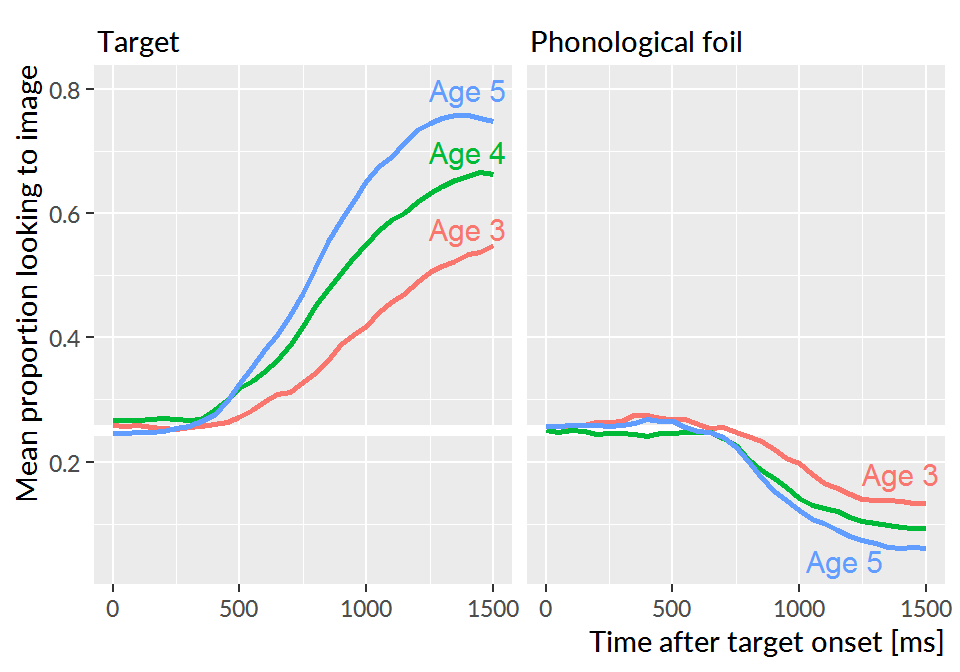 Target
Phonological foil
Mean proportion looking to image
0.8
0.6
0.4
0.2
Age 5
Age 4
Age 3
Age 3
Age 5
0 500 1000 1500
0 500 1000 1500
Time after target onset [ms]